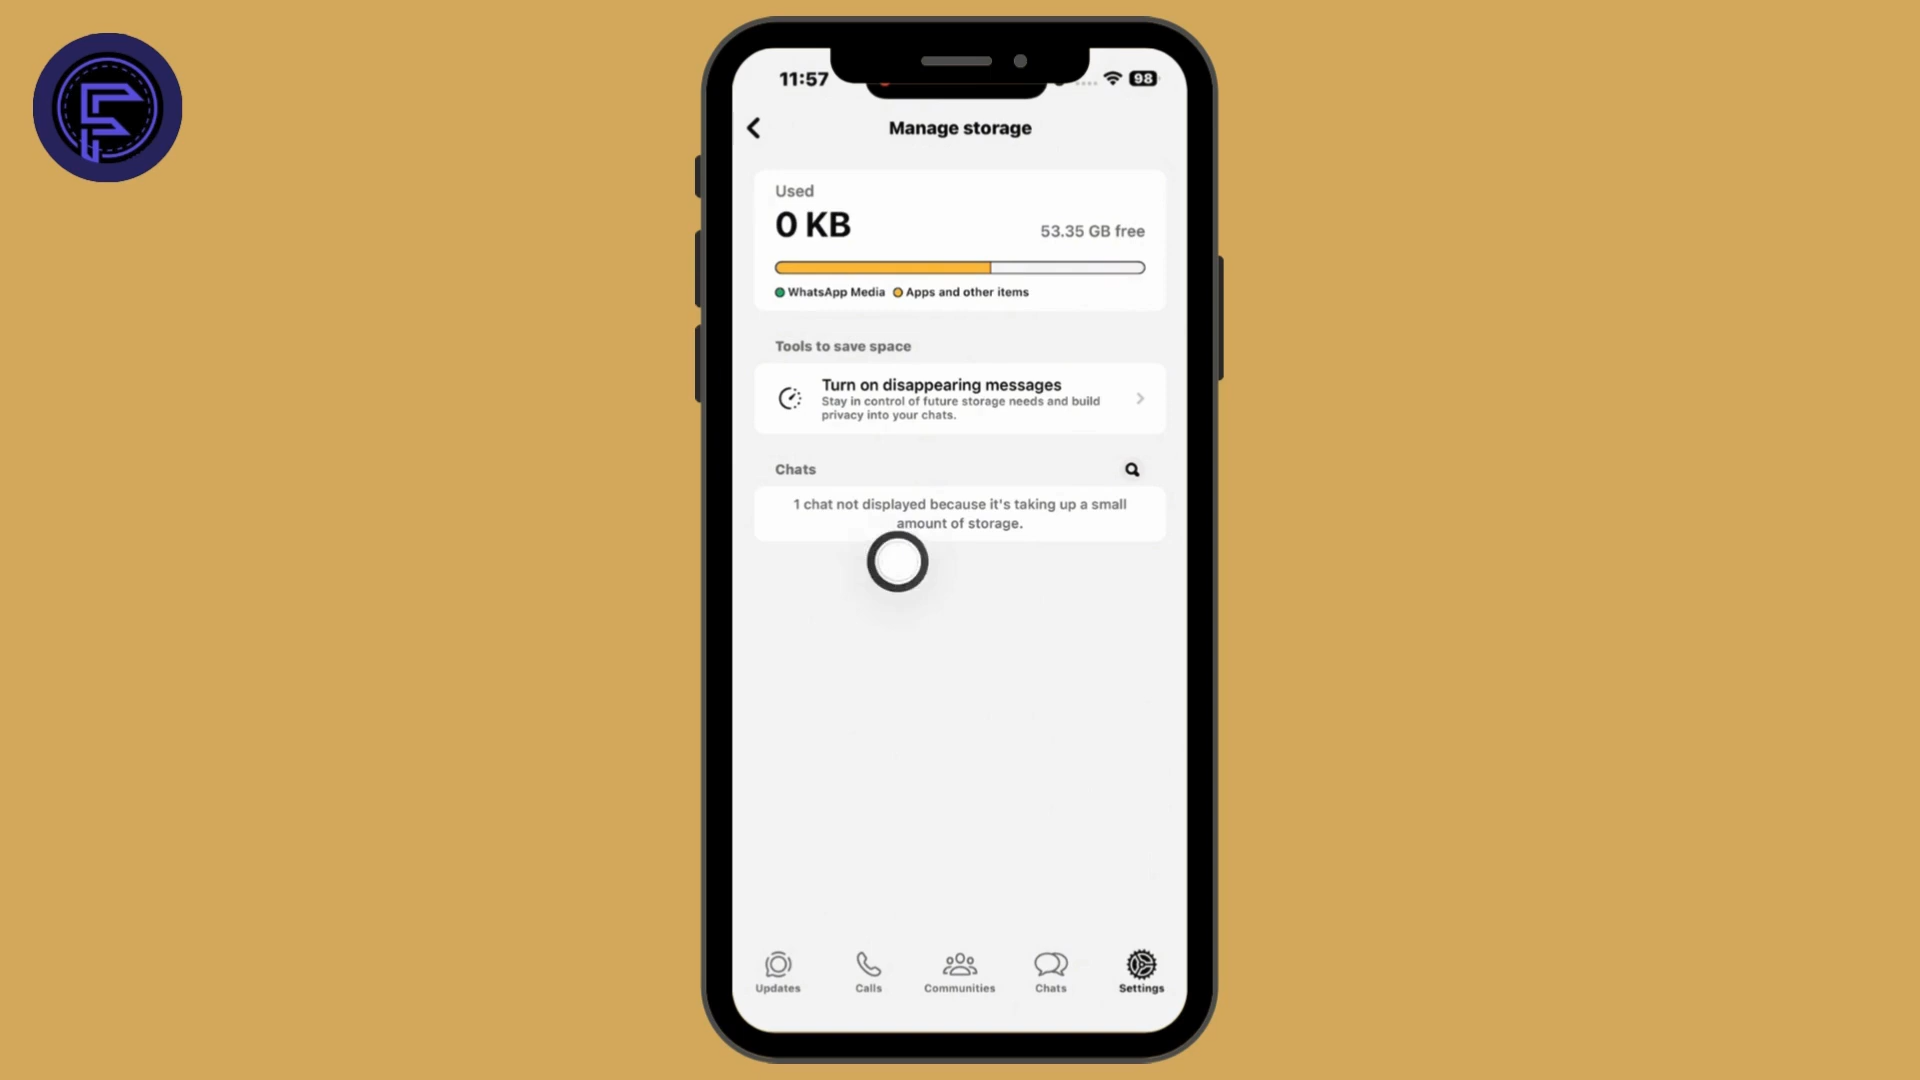 11:57
98
Manage storage
Used
0 KB
53.35 GB free
WhatsApp Media
Apps and other items
Tools to save space
Turn on disappearing messages
Stay in control of future storage needs and build
privacy into your chats.
Chats
1 chat not displayed because it's taking up a small
amount of storage.
Updates
Calls
Communities
Chats
Settings